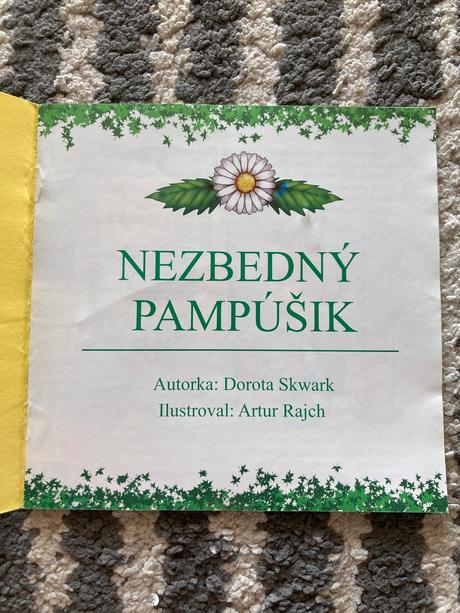 NEZBEDNÝ
PAMPÚŠIK
Autorka: Dorota Skwark
Ilustroval: Artur Rajch